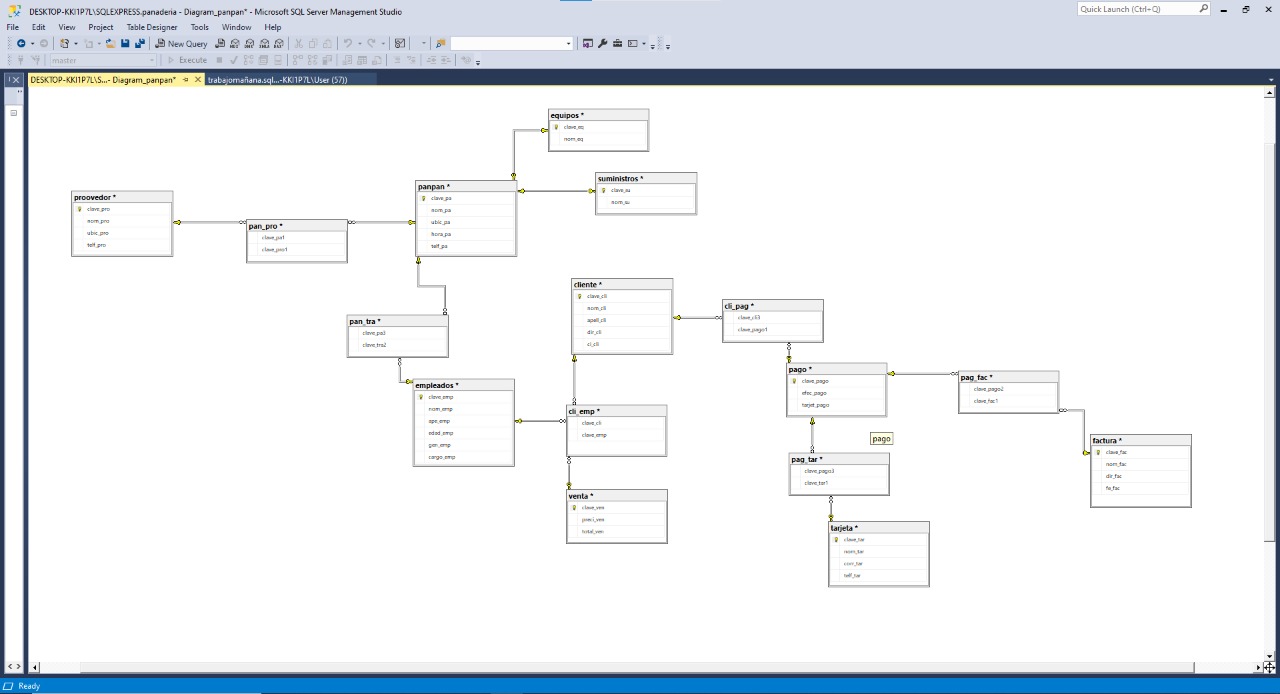 DESKTOP-KKI1P7L\SQLEXPRESS.panaderia - Diagram_panpan* - Microsoft SQL Server Management Studio
Quick Launch (Ctrl+Q)
File Edit View Project Table Designer Tools Window Help
New Query
master
Execute
DESKTOP-KKI1P7L\S...- Diagram_panpan*
trabajomañana.sql...-KKI1P7L\User (57))
equipos *
clave_eq
nom_eq
suministros *
clave_su
nom_su
proovedor *
clave_pro
nom_pro
ubic_pro
telf_pro
pan_pro *
clave_pa1
clave_pro1
panpan *
clave_pa
nom_pa
ubic_pa
hora_pa
telf_pa
cliente *
clave_cli
nom_cli
apell_cli
dir_cli
ci_cli
cli_pag *
clave_cli3
clave_pago1
pan_tra *
clave_pa3
clave_tra2
empleados *
clave_emp
nom_emp
ape_emp
edad_emp
gen_emp
cargo_emp
cli_emp *
clave_cli
clave_emp
venta *
clave_ven
preci_ven
total_ven
pago *
clave_pago
efec_pago
tarjet_pago
pago
pag_fac *
clave_pago2
clave_fac1
factura *
clave_fac
nom_fac
dir_fac
fe_fac
pag_tar *
clave_pago3
clave_tar1
tarjeta *
clave_tar
nom_tar
corr_tar
telf_tar
Ready